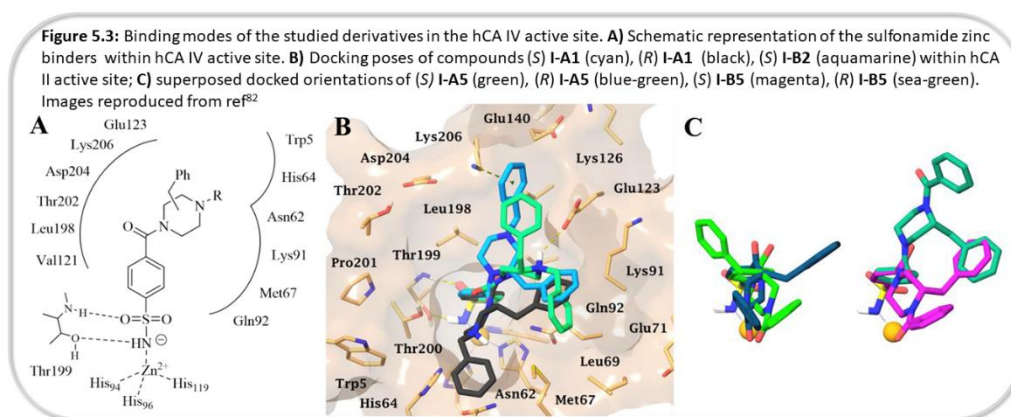 Figure 5.3: Binding modes of the studied derivatives in the hCA IV active site. A) Schematic representation of the sulfonamide zinc
binders within hCA IV active site. B) Docking poses of compounds (S) I-A1 (cyan), (R) I-A1 (black), (S) I-B2 (aquamarine) within hCA
II active site; C) superposed docked orientations of (S) I-A5 (green), (R) I-A5 (blue-green), (S) I-B5 (magenta), (R) I-B5 (sea-green).
Images reproduced from ref82
A
Glu123
Lys206
Asp204
Thr202
Leu198
Val121
Ph
N
R
N
O
O=S=O
HN
⊖
N-H
O
H
Thr199
Zn2+
His94
His96
His119
Trp5
His64
Asn62
Lys91
Met67
Gln92
B
Glu140
Lys206
Lys126
Asp204
Glu123
Thr202
Leu198
Thr199
Pro201
Lys91
Gln92
Glu71
Thr200
Leu69
Trp5
Asn62
His64
Met67
C